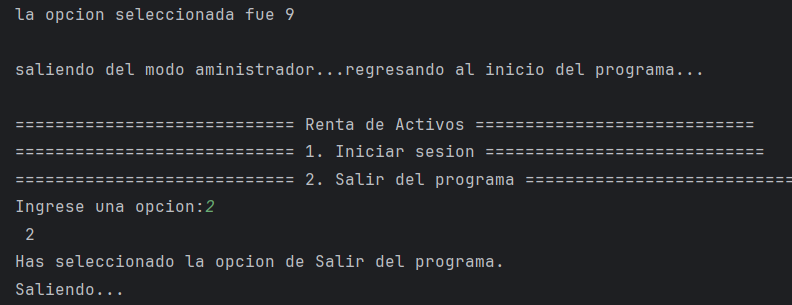 la opcion seleccionada fue 9
saliendo del modo aministrador...regresando al inicio del programa...
============================ Renta de Activos ============================
============================ 1. Iniciar sesion ============================
============================ 2. Salir del programa ============================
Ingrese una opcion:2
2
Has seleccionado la opcion de Salir del programa.
Saliendo...